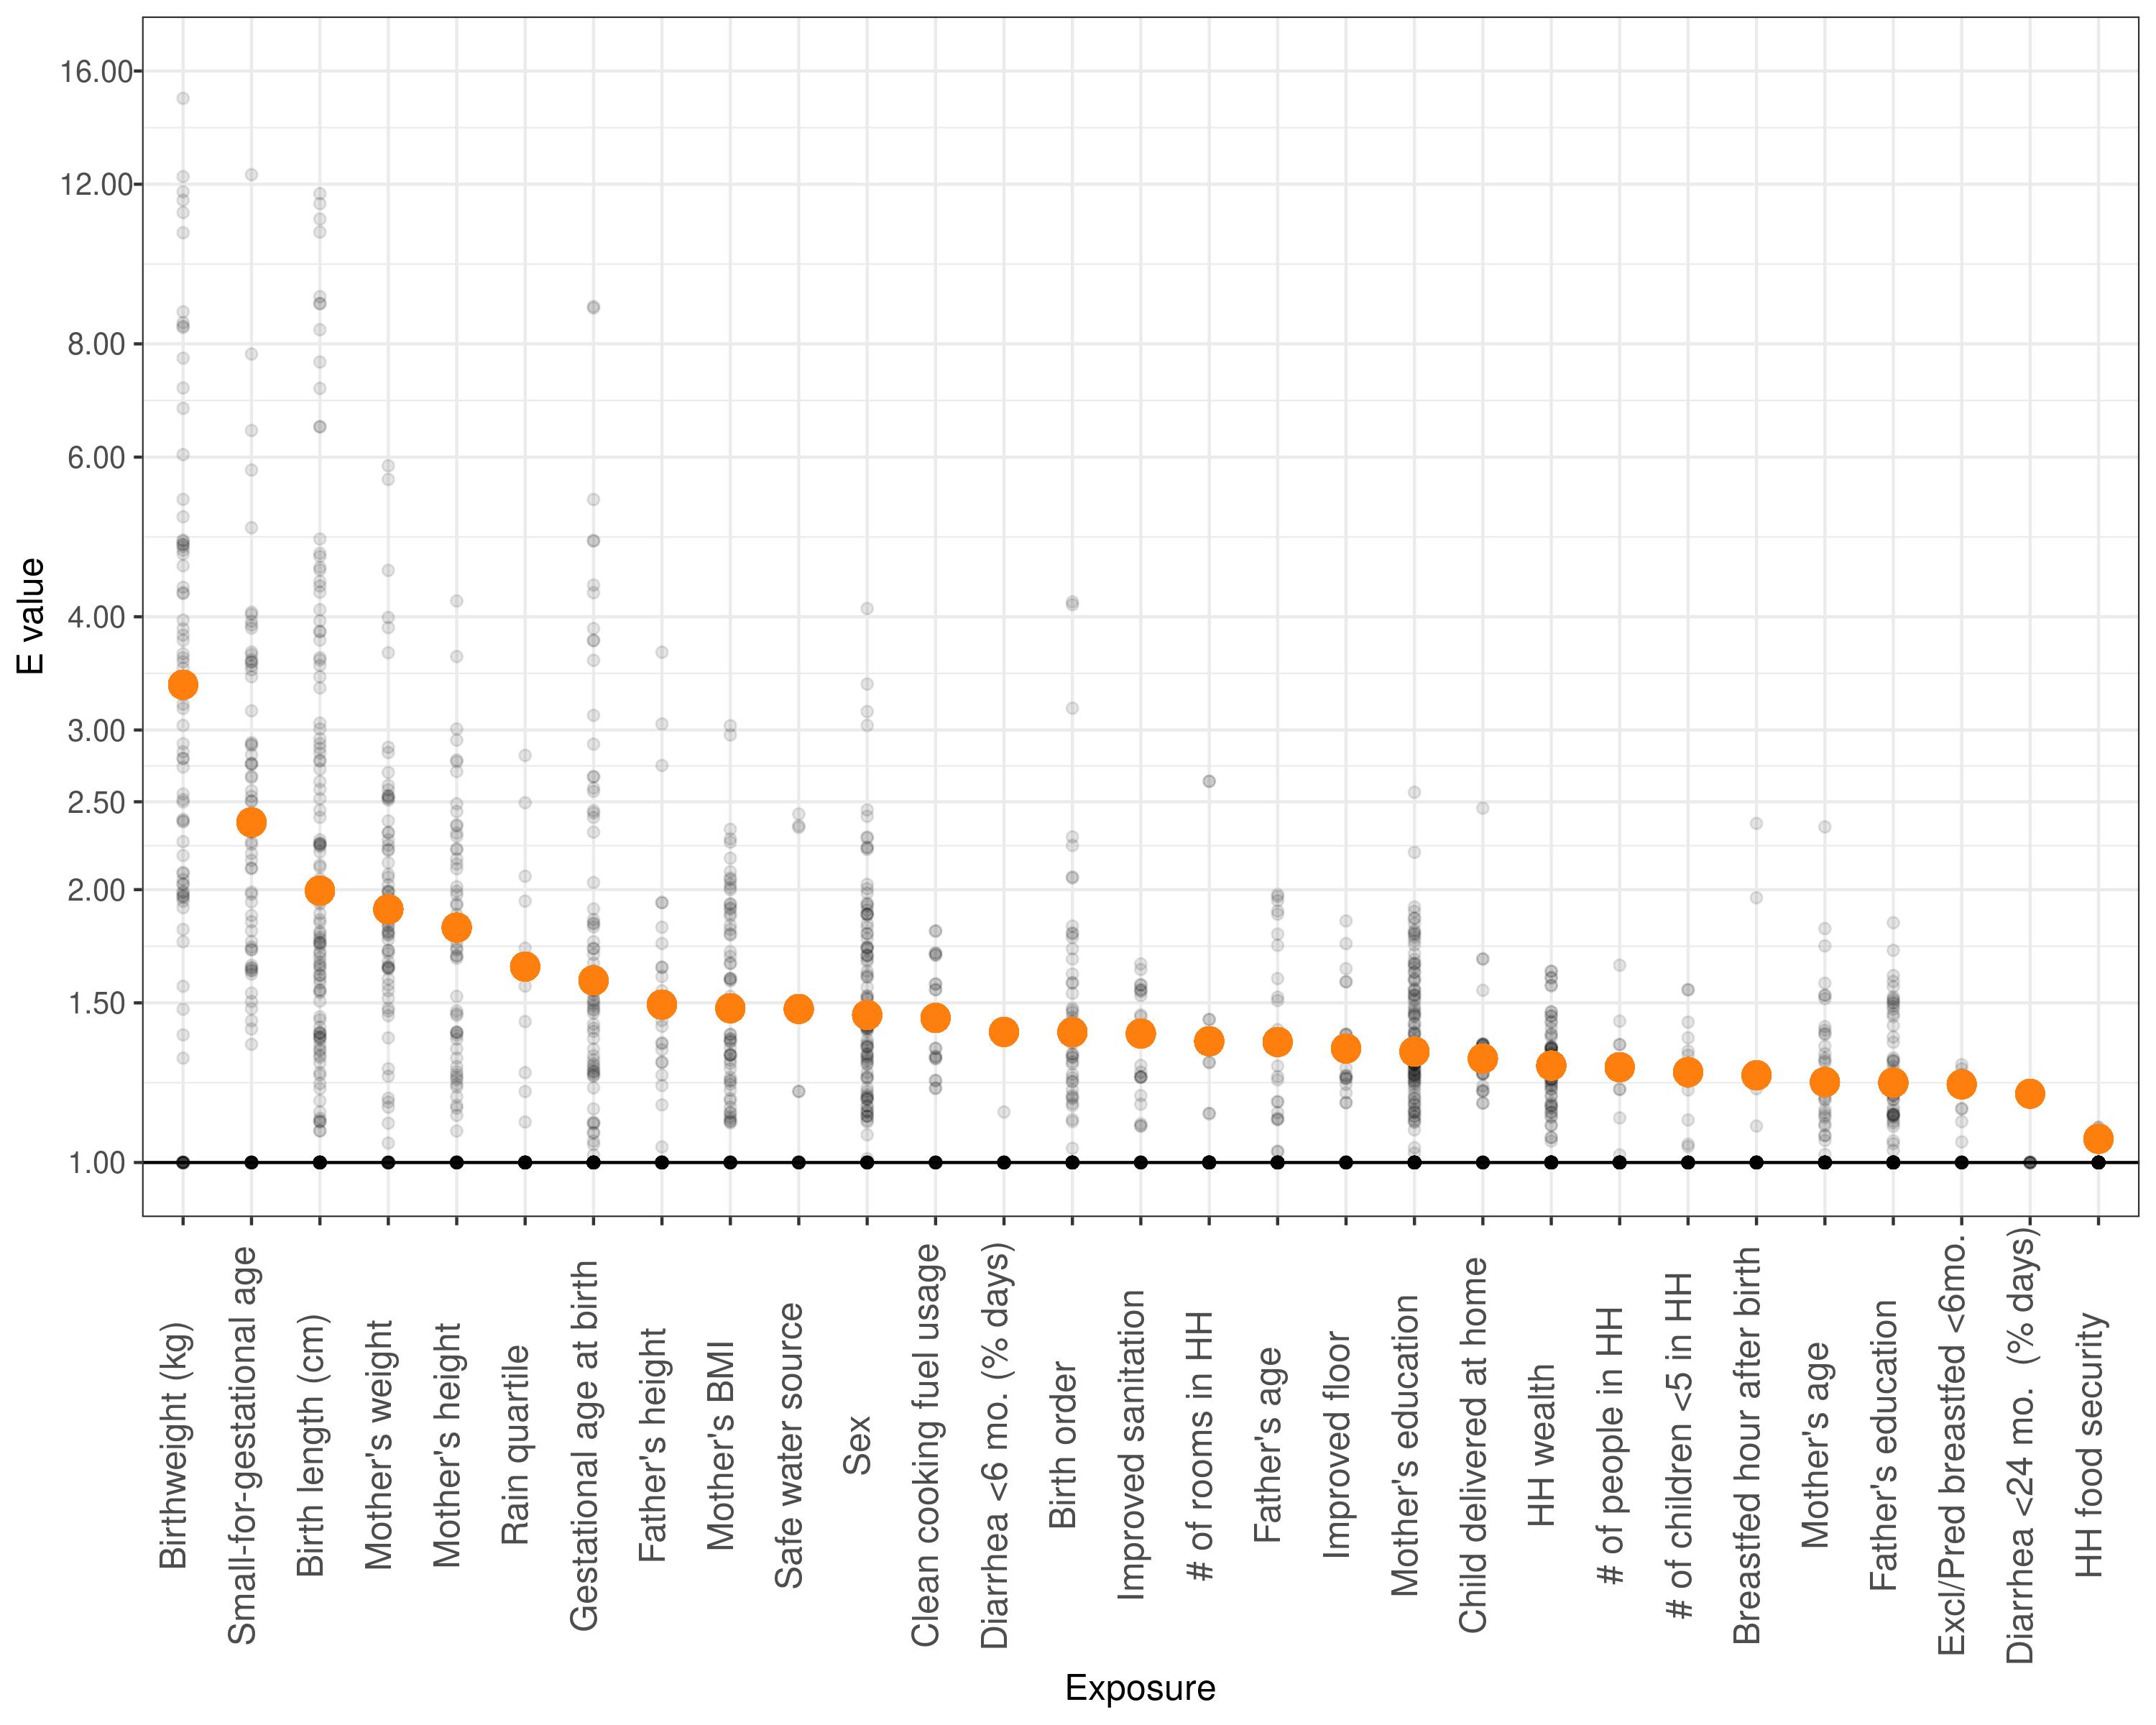 16.00
12.00
8.00
6.00
4.00
3.00
2.50
2.00
1.50
1.00
E value
Birthweight (kg)
Small-for-gestational age
Birth length (cm)
Mother's weight
Mother's height
Rain quartile
Gestational age at birth
Father's height
Mother's BMI
Safe water source
Sex
Clean cooking fuel usage
Diarrhea <6 mo. (% days)
Birth order
Improved sanitation
# of rooms in HH
Father's age
Improved floor
Mother's education
Child delivered at home
HH wealth
# of people in HH
# of children <5 in HH
Breastfed hour after birth
Mother's age
Father's education
Excl/Pred breastfed <6mo.
Diarrhea <24 mo.  (% days)
HH food security
Exposure